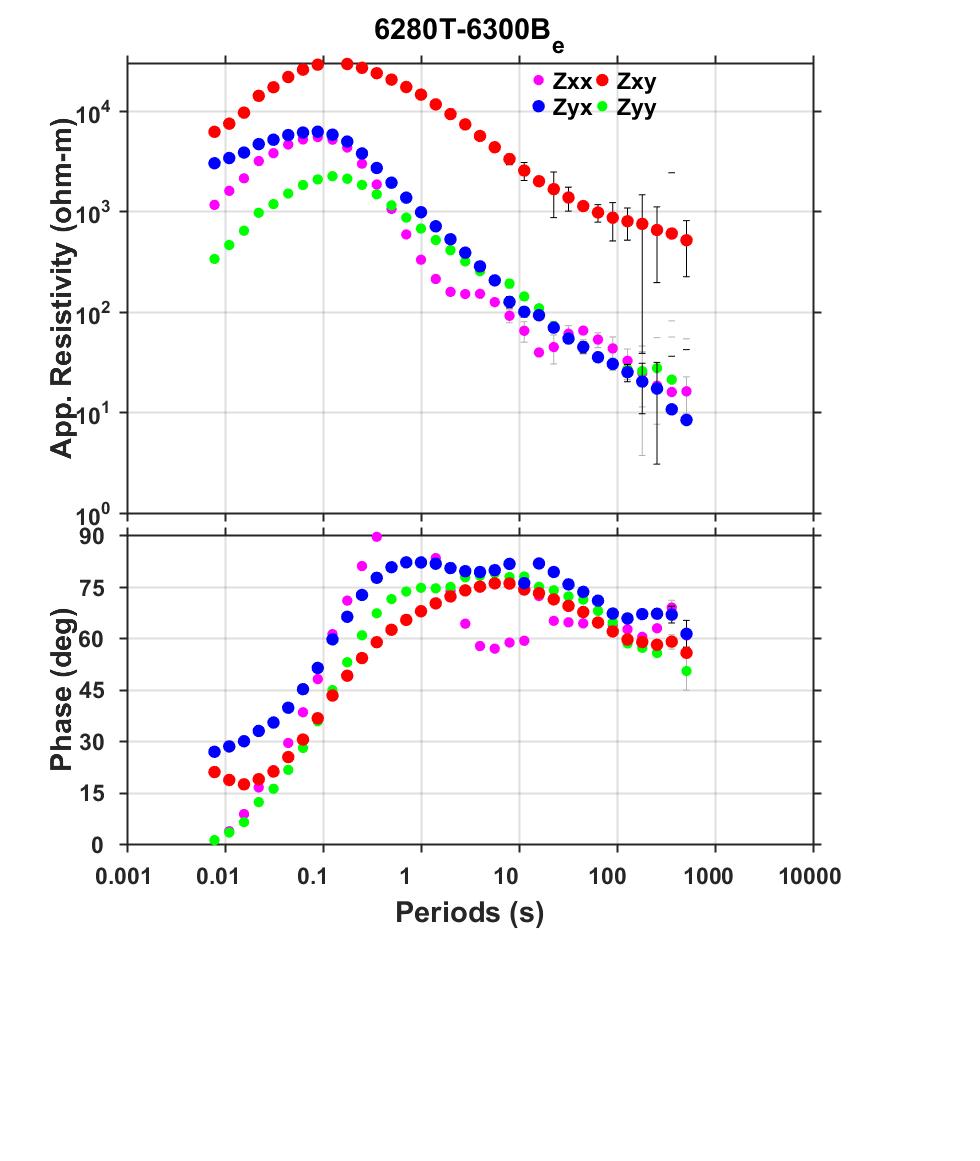 6280T-6300Be
Zxx Zxy
Zyx Zyy
App. Resistivity (ohm-m)
10^4
10^3
10^2
10^1
10^0
Phase (deg)
90
75
60
45
30
15
0
0.001 0.01 0.1 1 10 100 1000 10000
Periods (s)